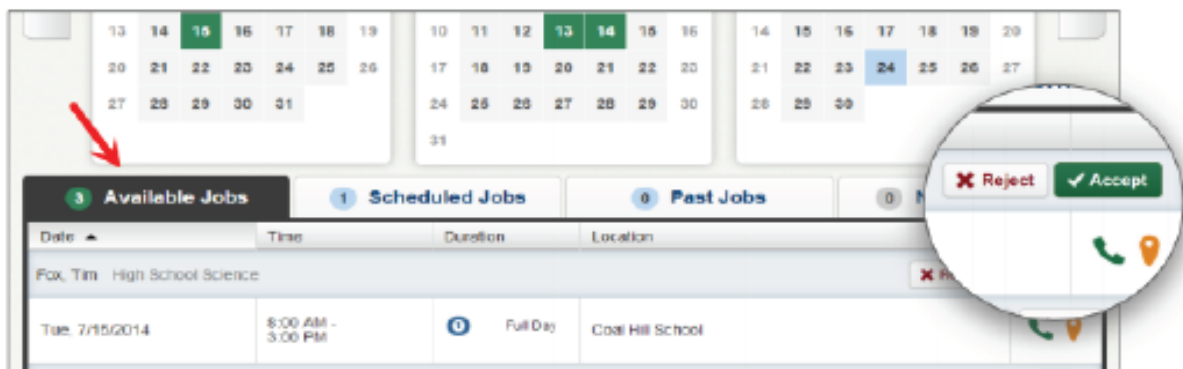 13 14 15 16 17 18 19 10 11 12 13 14 15 16 14 15 16 17 18 19 20
20 21 22 23 24 25 26 17 18 19 20 21 22 23 21 22 23 24 25 26 27
27 28 29 30 31 24 25 26 27 28 29 30 28 29 30
31
Reject Accept
3 Available Jobs 1 Scheduled Jobs 0 Past Jobs 0
Date Time Duration Location
Fox, Tim High School Science
Tue, 7/15/2014 8:00 AM - 3:00 PM Full Day Coal Hill School